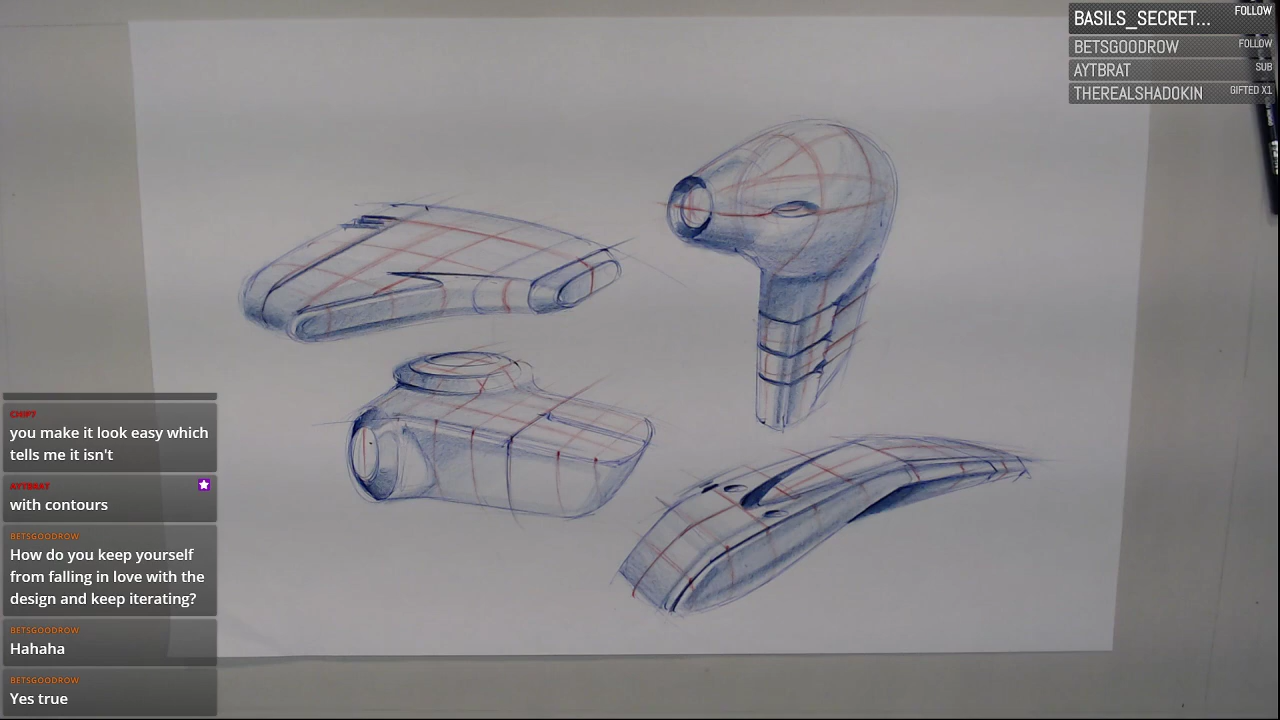 BASILS_SECRET... FOLLOW
BETSGOODROW FOLLOW
AYTBRAT SUB
THEREALSHADOKIN GIFTED X1
CHIPY
you make it look easy which
tells me it isn't
AYTBRAT
with contours
BETSGOODROW
How do you keep yourself
from falling in love with the
design and keep iterating?
BETSGOODROW
Hahaha
BETSGOODROW
Yes true